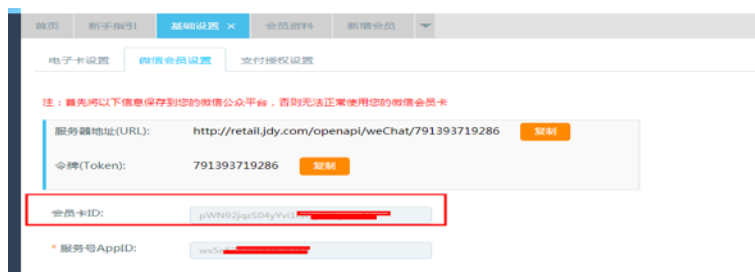 首页 新手指引 基础设置 × 会员资料 新增会员
电子卡设置 微信会员设置 支付授权设置
注：首先将以下信息保存到您的微信公众平台，否则无法正常使用您的微信会员卡
服务器地址(URL): http://retail.jdy.com/openapi/weChat/791393719286 复制
令牌(Token): 791393719286 复制
会员卡ID: pWN92jqzS04yYvi1
* 服务号AppID: wx5e